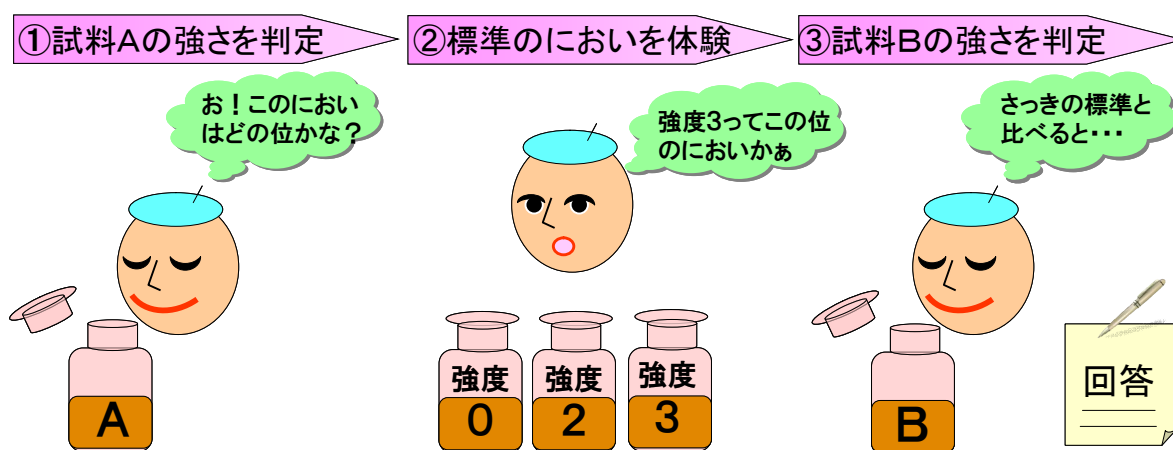 ①試料Aの強さを判定
②標準のにおいを体験
③試料Bの強さを判定
お！このにおい
はどの位かな？
強度3ってこの位
のにおいかぁ
さっきの標準と
比べると・・・
A
強度
0
強度
2
強度
3
B
回答